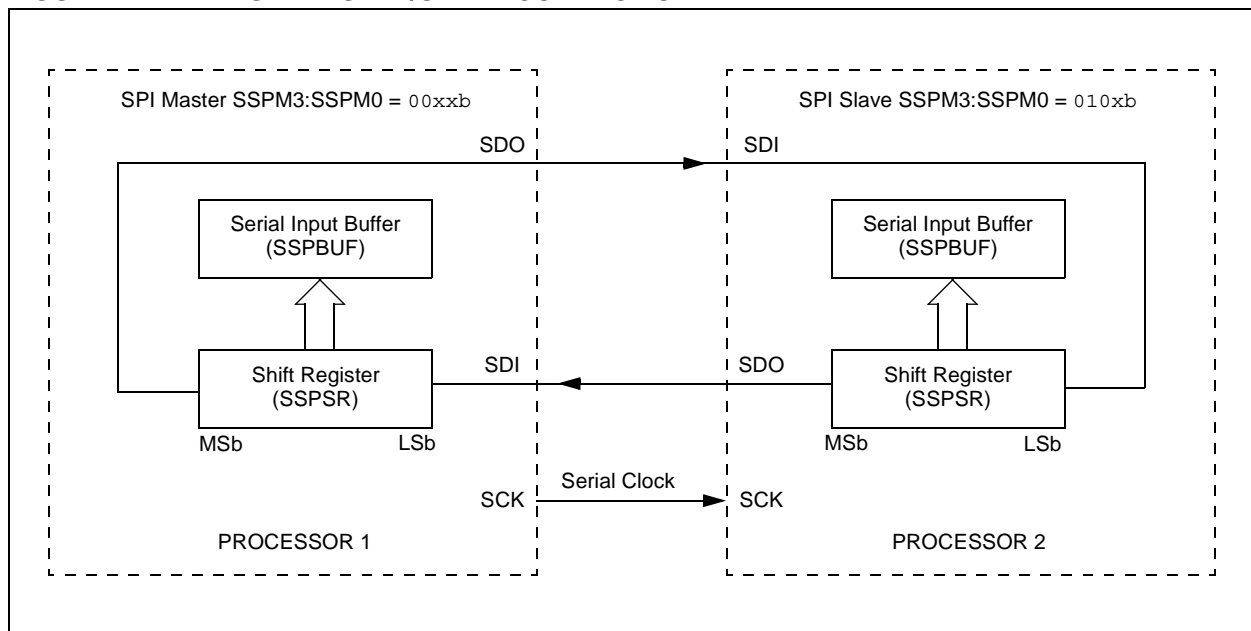 SPI Master SSPM3:SSPM0 = 00xxb
SPI Slave SSPM3:SSPM0 = 010xb
SDO
SDI
Serial Input Buffer
(SSPBUF)
Serial Input Buffer
(SSPBUF)
Shift Register
(SSPSR)
SDI
SDO
Shift Register
(SSPSR)
MSb
LSb
MSb
LSb
Serial Clock
SCK
SCK
PROCESSOR 1
PROCESSOR 2